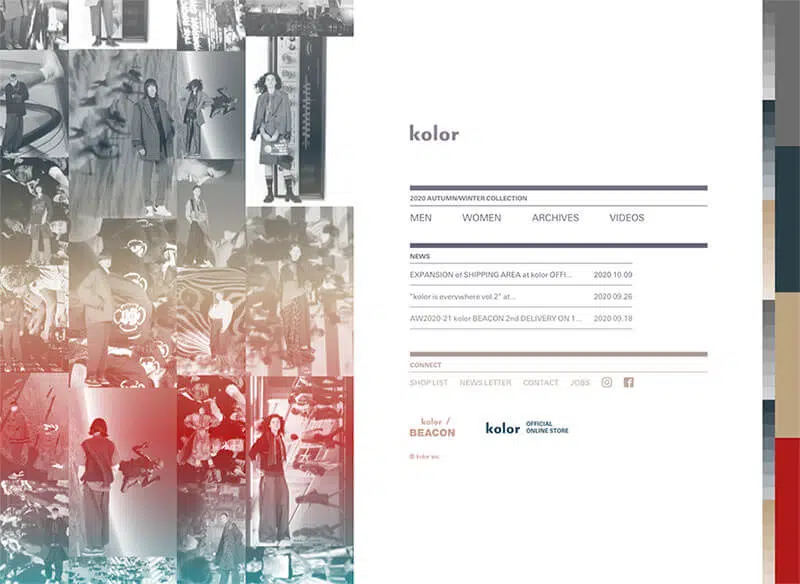 kolor
2020 AUTUMN/WINTER COLLECTION
MEN WOMEN ARCHIVES VIDEOS
NEWS
EXPANSION of SHIPPING AREA at kolor OFFI... 2020 10.09
"kolor is everywhere vol.2" at... 2020 09.26
AW2020-21 kolor BEACON 2nd DELIVERY ON 1... 2020 09.18
CONNECT
SHOP LIST NEWS LETTER CONTACT JOBS
kolor /
BEACON
kolor OFFICIAL
ONLINE STORE
© kolor inc.